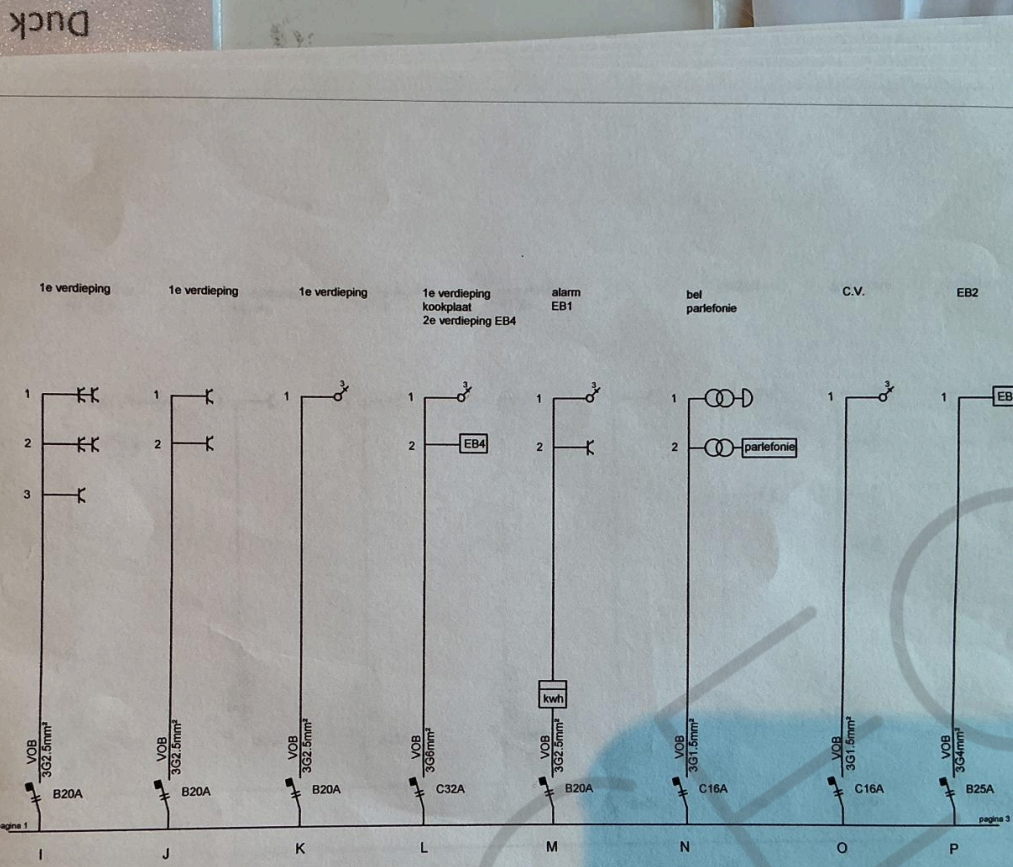 Duck
1e verdieping
1e verdieping
1e verdieping
1e verdieping
kookplaat
2e verdieping EB4
alarm
EB1
bel
parlefonie
C.V.
EB2
1
2
3
1
2
1
3
1
3
2
EB4
1
3
2
kwh
1
2
parlefonie
1
3
1
EB
VOB
3G2.5mm²
VOB
3G2.5mm²
VOB
3G2.5mm²
VOB
3G6mm²
VOB
3G2.5mm²
VOB
3G1.5mm²
VOB
3G1.5mm²
VOB
3G4mm²
B20A
B20A
B20A
C32A
B20A
C16A
C16A
B25A
agina 1
pagina 3
I
J
K
L
M
N
O
P